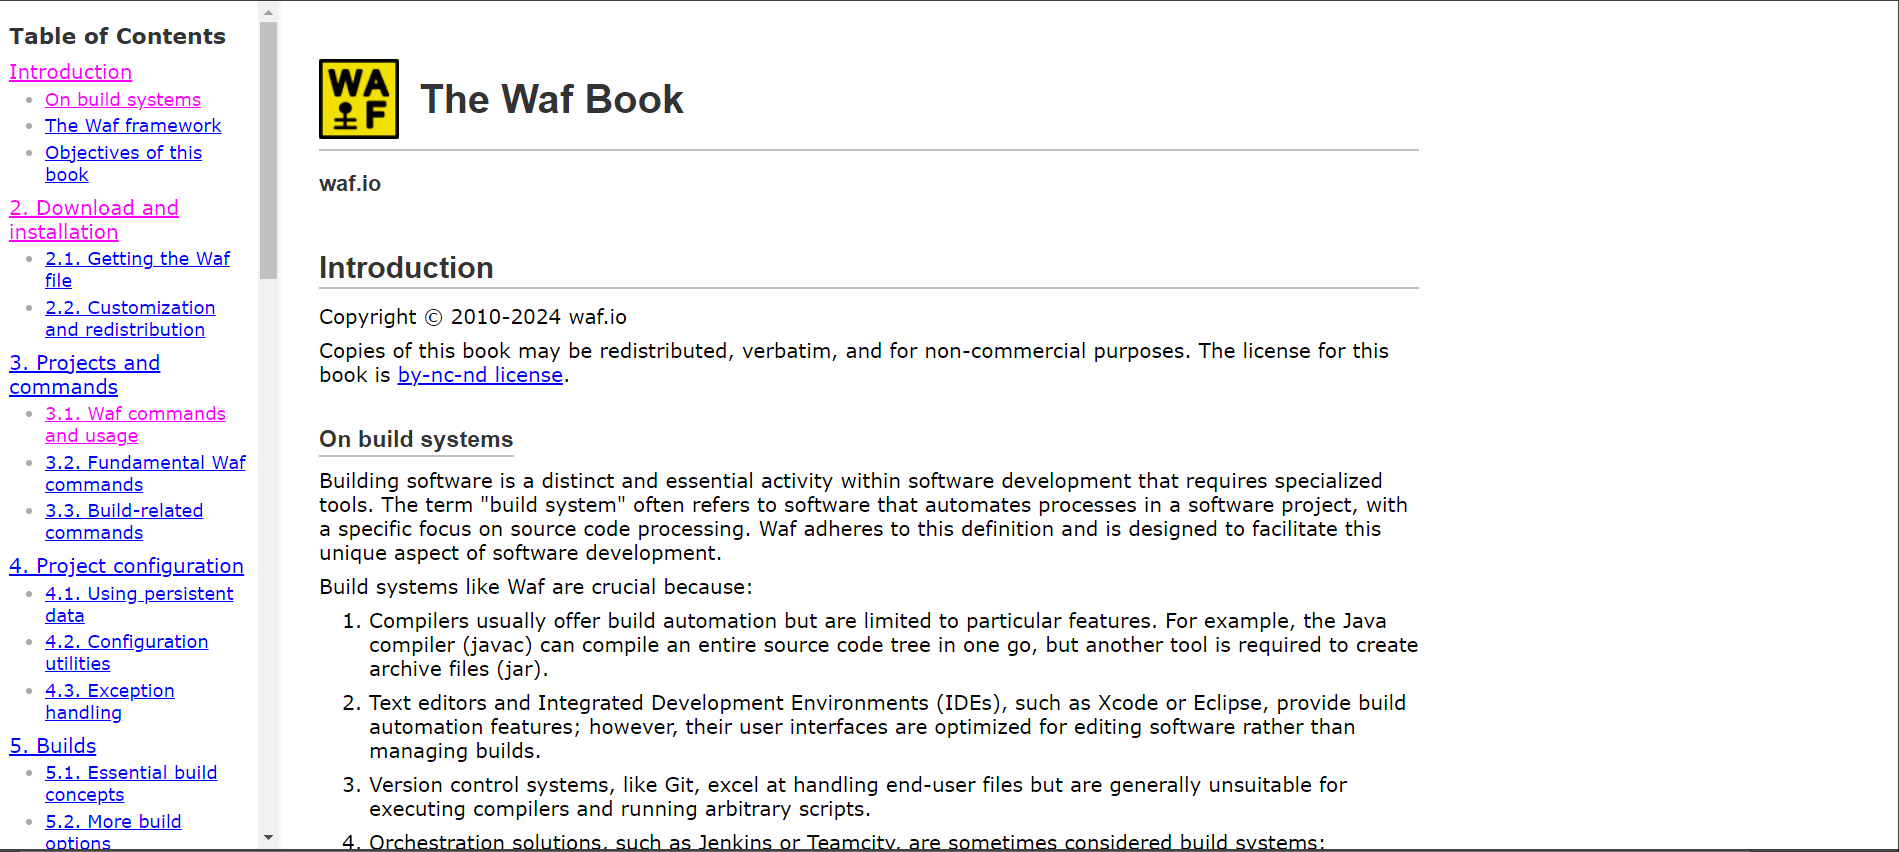 Table of Contents
Introduction
On build systems
The Waf framework
Objectives of this
book
2. Download and
installation
2.1. Getting the Waf
file
2.2. Customization
and redistribution
3. Projects and
commands
3.1. Waf commands
and usage
3.2. Fundamental Waf
commands
3.3. Build-related
commands
4. Project configuration
4.1. Using persistent
data
4.2. Configuration
utilities
4.3. Exception
handling
5. Builds
5.1. Essential build
concepts
5.2. More build
options
WA
F
The Waf Book
waf.io
Introduction
Copyright © 2010-2024 waf.io
Copies of this book may be redistributed, verbatim, and for non-commercial purposes. The license for this
book is by-nc-nd license.
On build systems
Building software is a distinct and essential activity within software development that requires specialized
tools. The term "build system" often refers to software that automates processes in a software project, with
a specific focus on source code processing. Waf adheres to this definition and is designed to facilitate this
unique aspect of software development.
Build systems like Waf are crucial because:
1. Compilers usually offer build automation but are limited to particular features. For example, the Java
compiler (javac) can compile an entire source code tree in one go, but another tool is required to create
archive files (jar).
2. Text editors and Integrated Development Environments (IDEs), such as Xcode or Eclipse, provide build
automation features; however, their user interfaces are optimized for editing software rather than
managing builds.
3. Version control systems, like Git, excel at handling end-user files but are generally unsuitable for
executing compilers and running arbitrary scripts.
4. Orchestration solutions, such as Jenkins or Teamcity, are sometimes considered build systems;